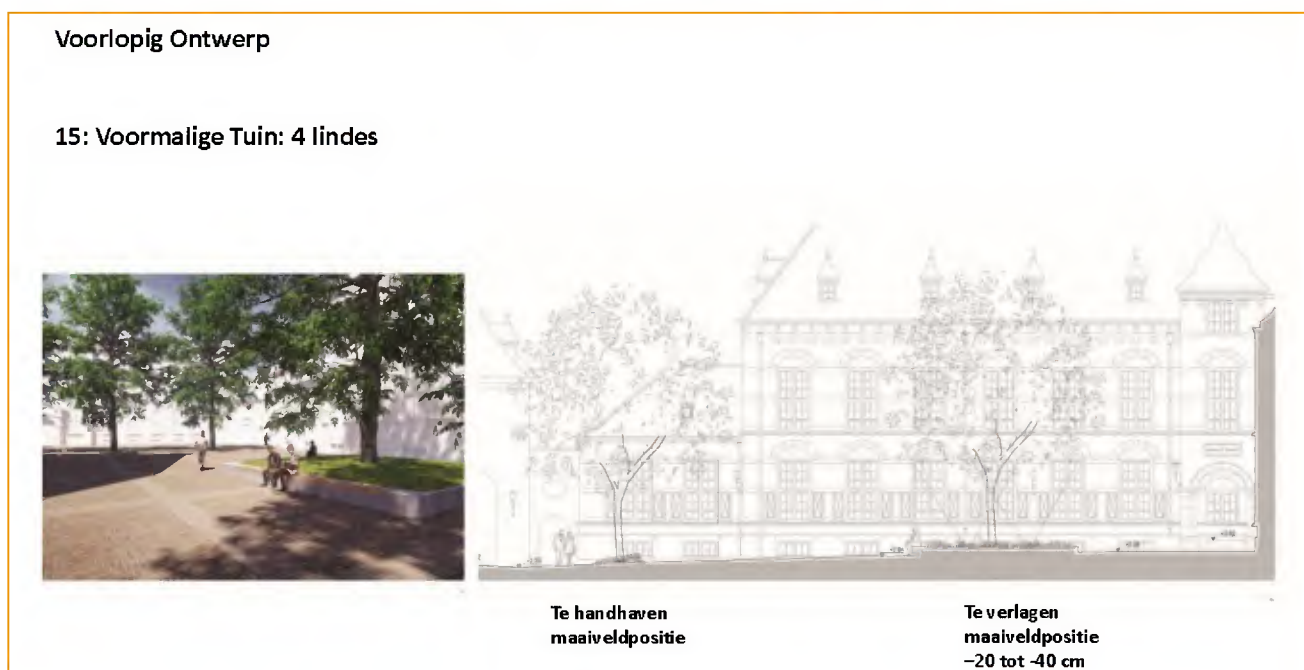 Voorlopig Ontwerp
15: Voormalige Tuin: 4 lindes
Te handhaven
maaiveldpositie
Te verlagen
maaiveldpositie
–20 tot -40 cm